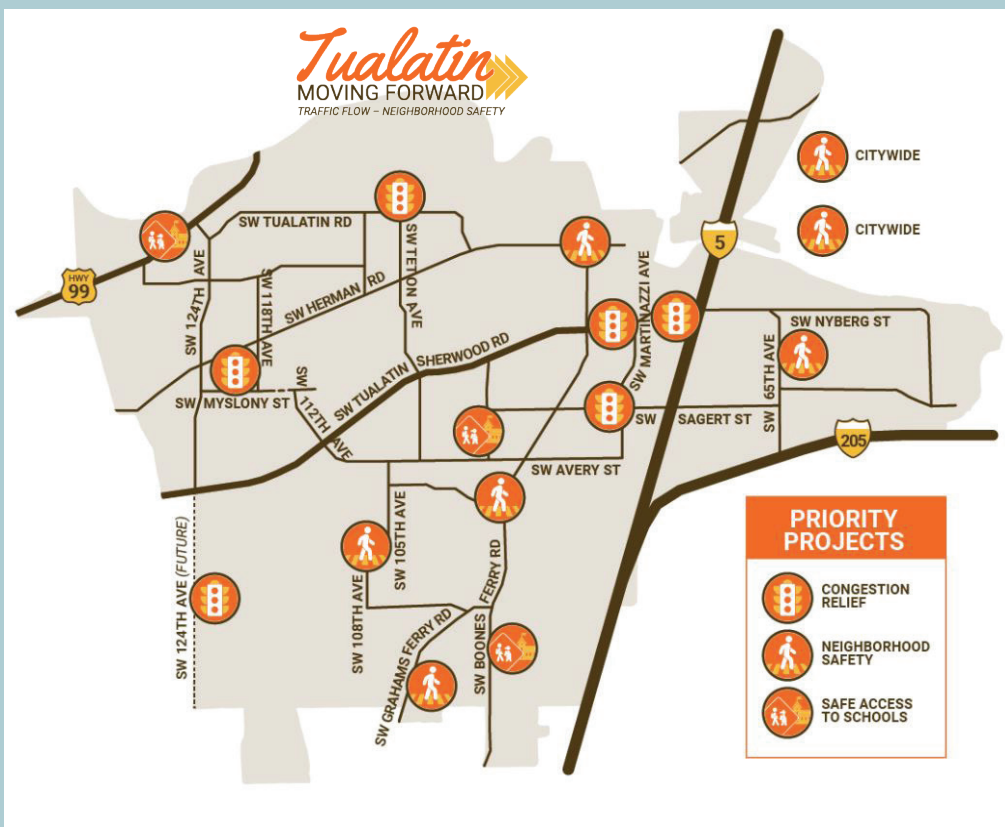 Tualatin
MOVING FORWARD
TRAFFIC FLOW – NEIGHBORHOOD SAFETY
CITYWIDE
CITYWIDE
5
HWY
99
SW TUALATIN RD
SW 124TH AVE
SW 118TH AVE
SW HERMAN RD
SW TETON AVE
SW MARTINAZZI AVE
SW NYBERG ST
SW 65TH AVE
SW TUALATIN SHERWOOD RD
SW MYSLONY ST
SW 112TH AVE
SW SAGERT ST
205
SW AVERY ST
SW 105TH AVE
SW 124TH AVE (FUTURE)
SW 108TH AVE
SW GRAHAMS FERRY RD
SW BOONES FERRY RD
PRIORITY
PROJECTS
CONGESTION
RELIEF
NEIGHBORHOOD
SAFETY
SAFE ACCESS
TO SCHOOLS